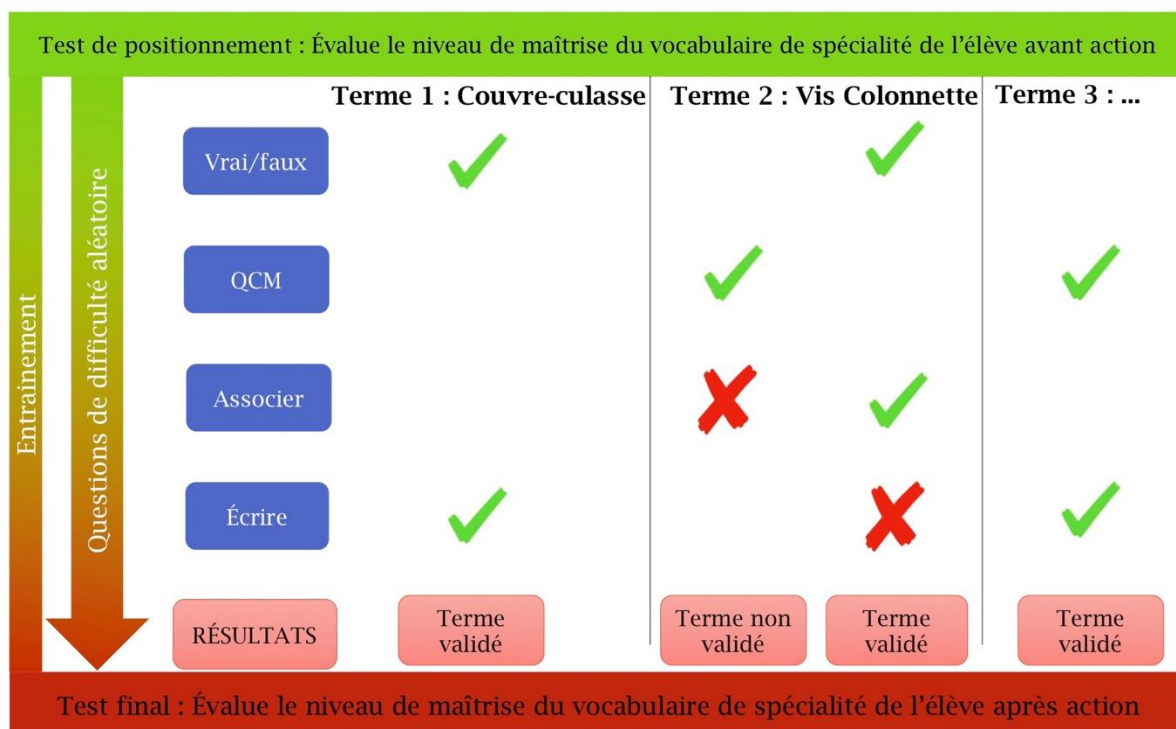 Test de positionnement : Évalue le niveau de maîtrise du vocabulaire de spécialité de l'élève avant action
Entrainement
Questions de difficulté aléatoire
Terme 1 : Couvre-culasse
Terme 2 : Vis Colonnette
Terme 3 : ...
Vrai/faux
QCM
Associer
Écrire
RÉSULTATS
Terme
validé
Terme non
validé
Terme
validé
Terme
validé
Test final : Évalue le niveau de maîtrise du vocabulaire de spécialité de l'élève après action